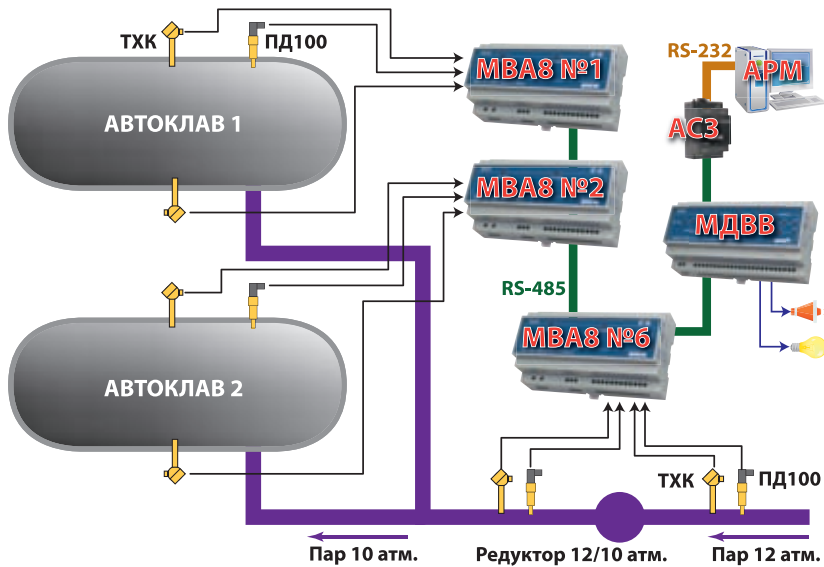 ТХК
ПД100
МВА8 №1
RS-232
АРМ
АС3
АВТОКЛАВ 1
МВА8 №2
МДВВ
RS-485
МВА8 №6
АВТОКЛАВ 2
ТХК
ПД100
Пар 10 атм.
Редуктор 12/10 атм.
Пар 12 атм.